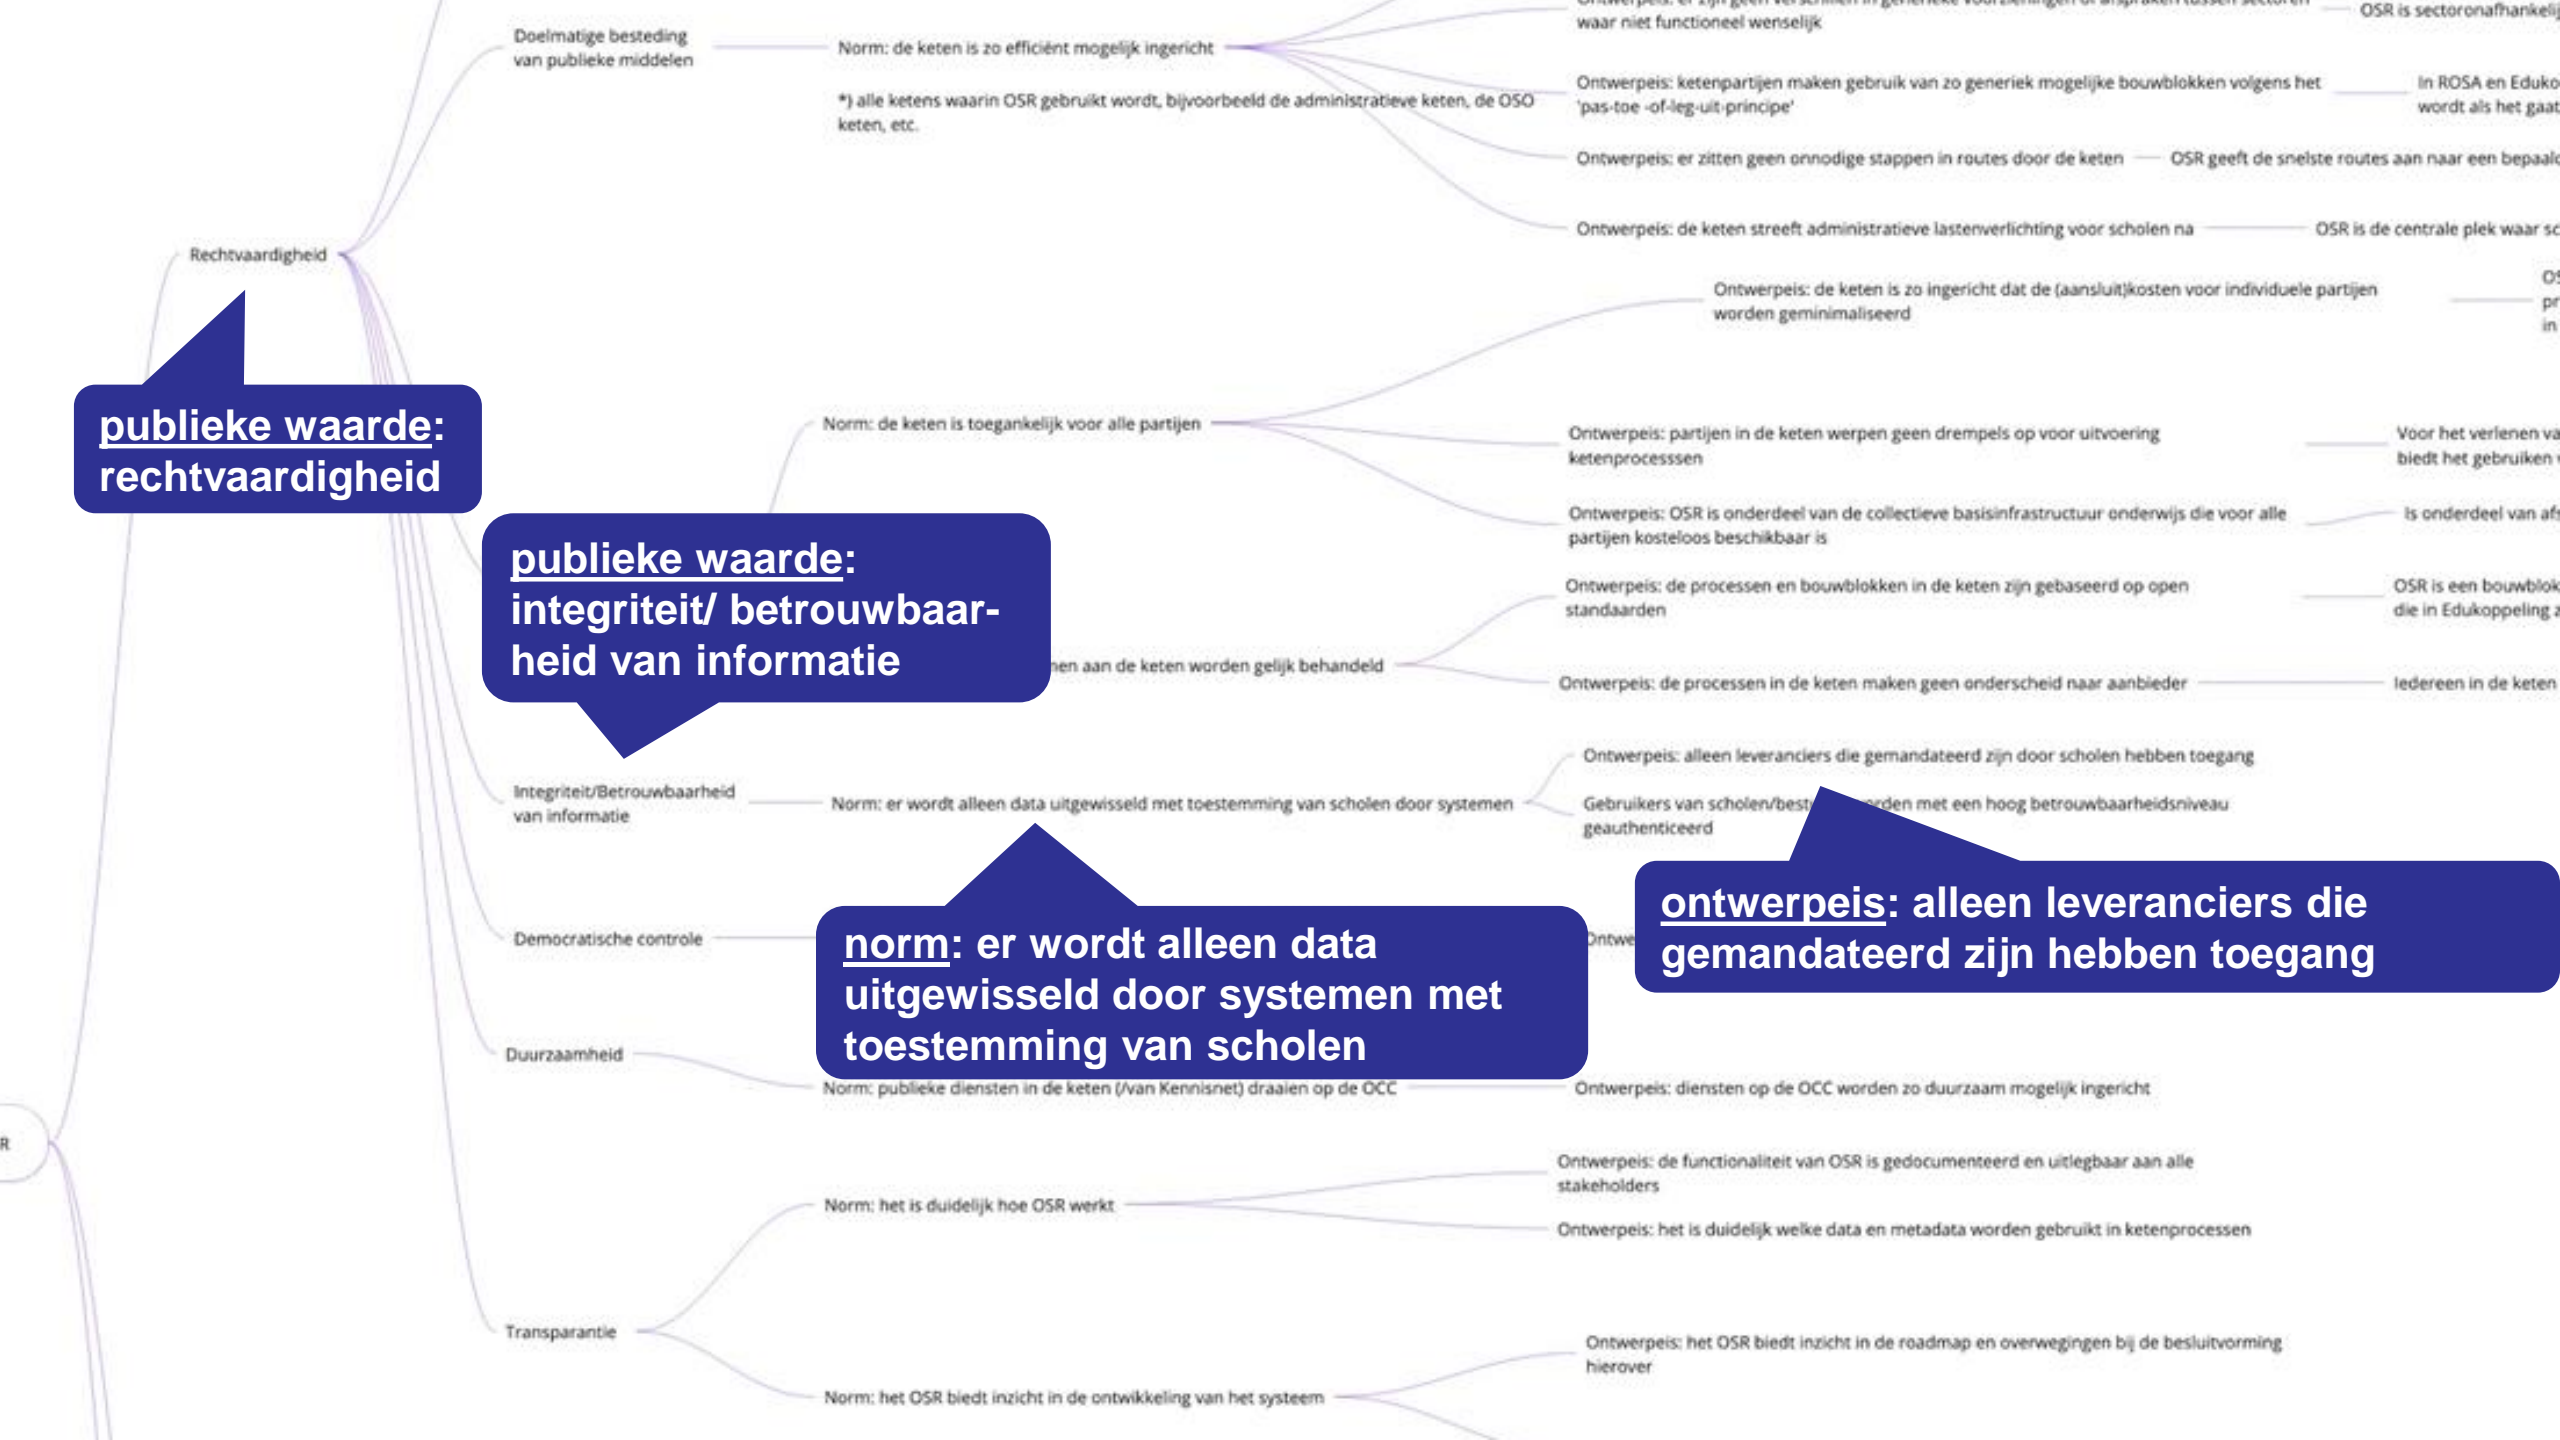 waar niet functioneel wenselijk
OSR is sectoronafhankelij
Doelmatige besteding
van publieke middelen
Norm: de keten is zo efficiënt mogelijk ingericht
*) alle ketens waarin OSR gebruikt wordt, bijvoorbeeld de administratieve keten, de OSO
keten, etc.
Ontwerpeis: ketenpartijen maken gebruik van zo generiek mogelijke bouwblokken volgens het
'pas-toe -of-leg-uit-principe'
In ROSA en Eduko
wordt als het gaat
Ontwerpeis: er zitten geen onnodige stappen in routes door de keten
OSR geeft de snelste routes aan naar een bepaald
Ontwerpeis: de keten streeft administratieve lastenverlichting voor scholen na
OSR is de centrale plek waar sc
Rechtvaardigheid
Ontwerpeis: de keten is zo ingericht dat de (aansluit)kosten voor individuele partijen
worden geminimaliseerd
OS
pr
in
publieke waarde:
rechtvaardigheid
Norm: de keten is toegankelijk voor alle partijen
Ontwerpeis: partijen in de keten werpen geen drempels op voor uitvoering
ketenprocesssen
Voor het verlenen va
biedt het gebruiken
Ontwerpeis: OSR is onderdeel van de collectieve basisinfrastructuur onderwijs die voor alle
partijen kosteloos beschikbaar is
Is onderdeel van afs
publieke waarde:
integriteit/ betrouwbaar-
heid van informatie
Ontwerpeis: de processen en bouwblokken in de keten zijn gebaseerd op open
standaarden
OSR is een bouwblok
die in Edukoppeling z
nen aan de keten worden gelijk behandeld
Ontwerpeis: de processen in de keten maken geen onderscheid naar aanbieder
Iedereen in de keten
Ontwerpeis: alleen leveranciers die gemandateerd zijn door scholen hebben toegang
Integriteit/Betrouwbaarheid
van informatie
Norm: er wordt alleen data uitgewisseld met toestemming van scholen door systemen
Gebruikers van scholen/best orden met een hoog betrouwbaarheidsniveau
geauthenticeerd
ontwerpeis: alleen leveranciers die
gemandateerd zijn hebben toegang
Democratische controle
Ontwe
norm: er wordt alleen data
uitgewisseld door systemen met
toestemming van scholen
Duurzaamheid
Norm: publieke diensten in de keten (/van Kennisnet) draaien op de OCC
Ontwerpeis: diensten op de OCC worden zo duurzaam mogelijk ingericht
R
Ontwerpeis: de functionaliteit van OSR is gedocumenteerd en uitlegbaar aan alle
stakeholders
Norm: het is duidelijk hoe OSR werkt
Ontwerpeis: het is duidelijk welke data en metadata worden gebruikt in ketenprocessen
Transparantie
Ontwerpeis: het OSR biedt inzicht in de roadmap en overwegingen bij de besluitvorming
hierover
Norm: het OSR biedt inzicht in de ontwikkeling van het systeem